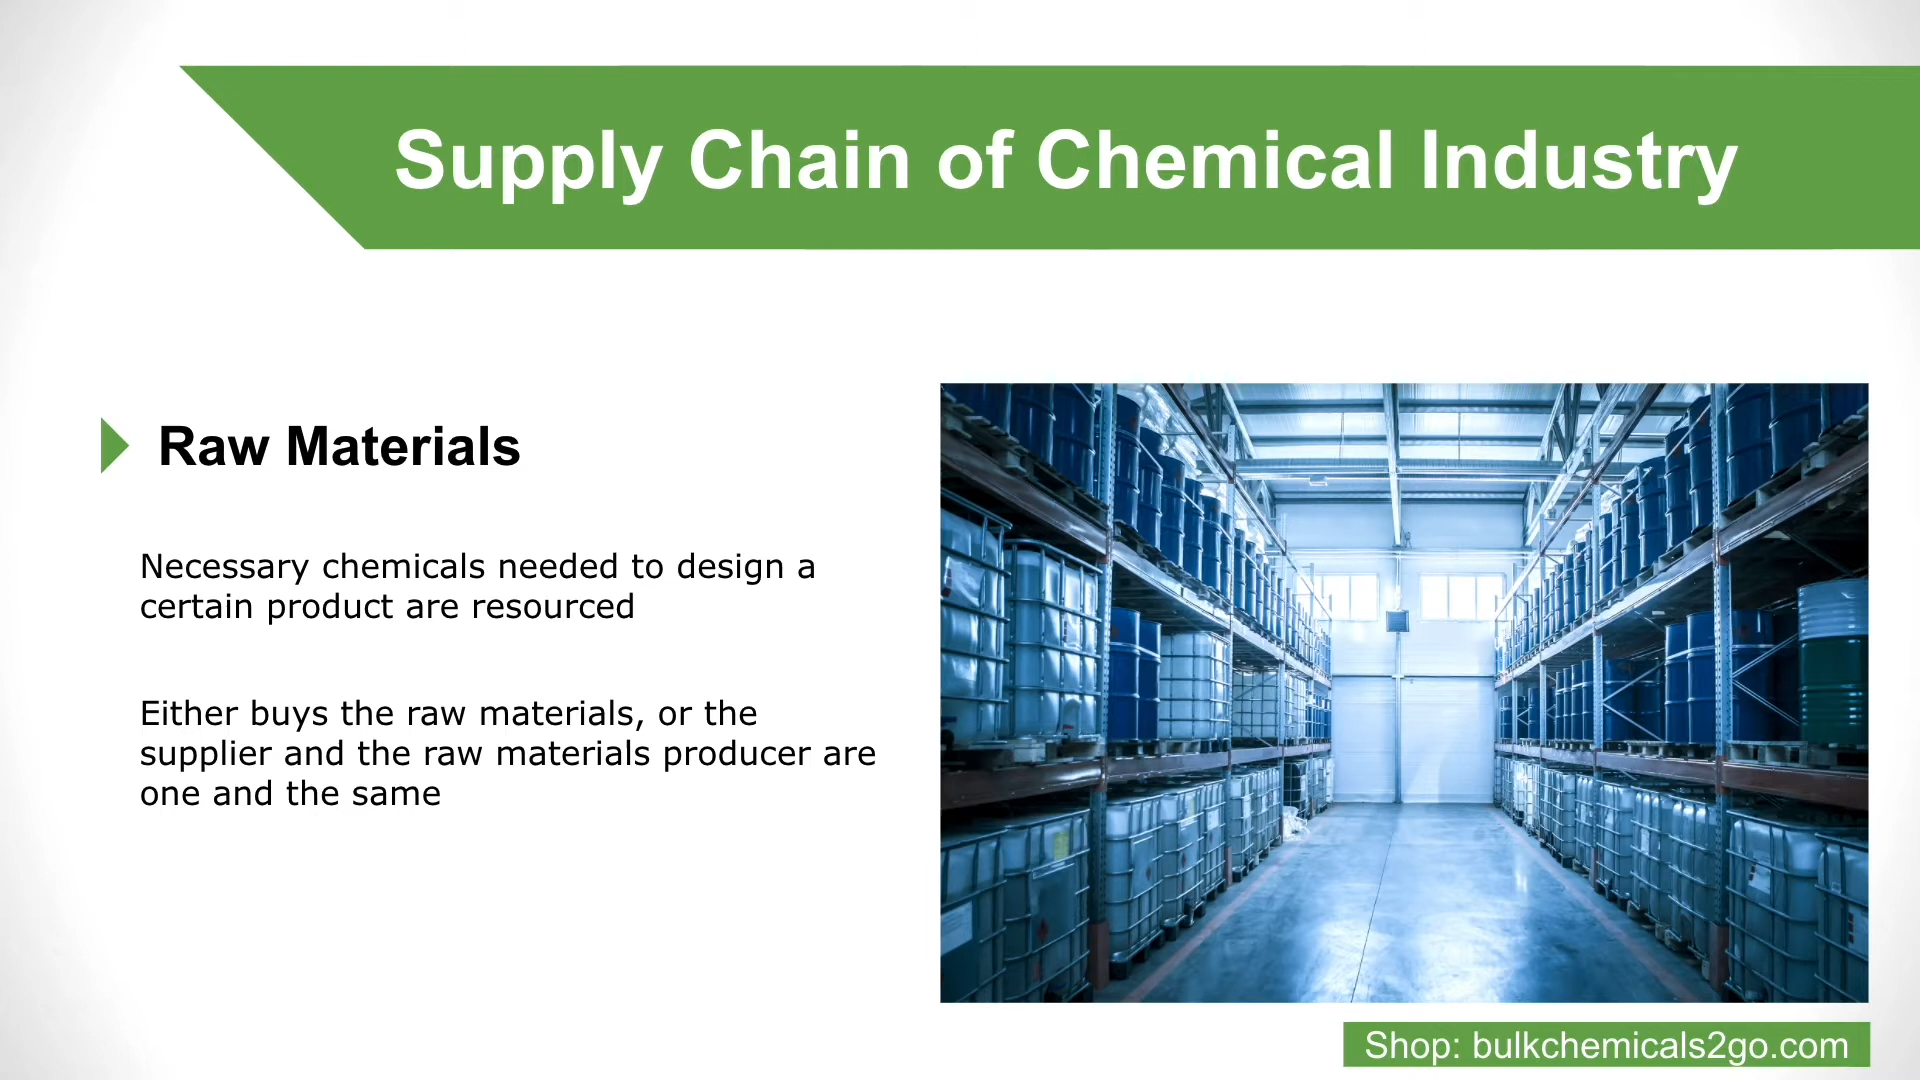 Supply Chain of Chemical Industry
Raw Materials
Necessary chemicals needed to design a
certain product are resourced
Either buys the raw materials, or the
supplier and the raw materials producer are
one and the same
Shop: bulkchemicals2go.com